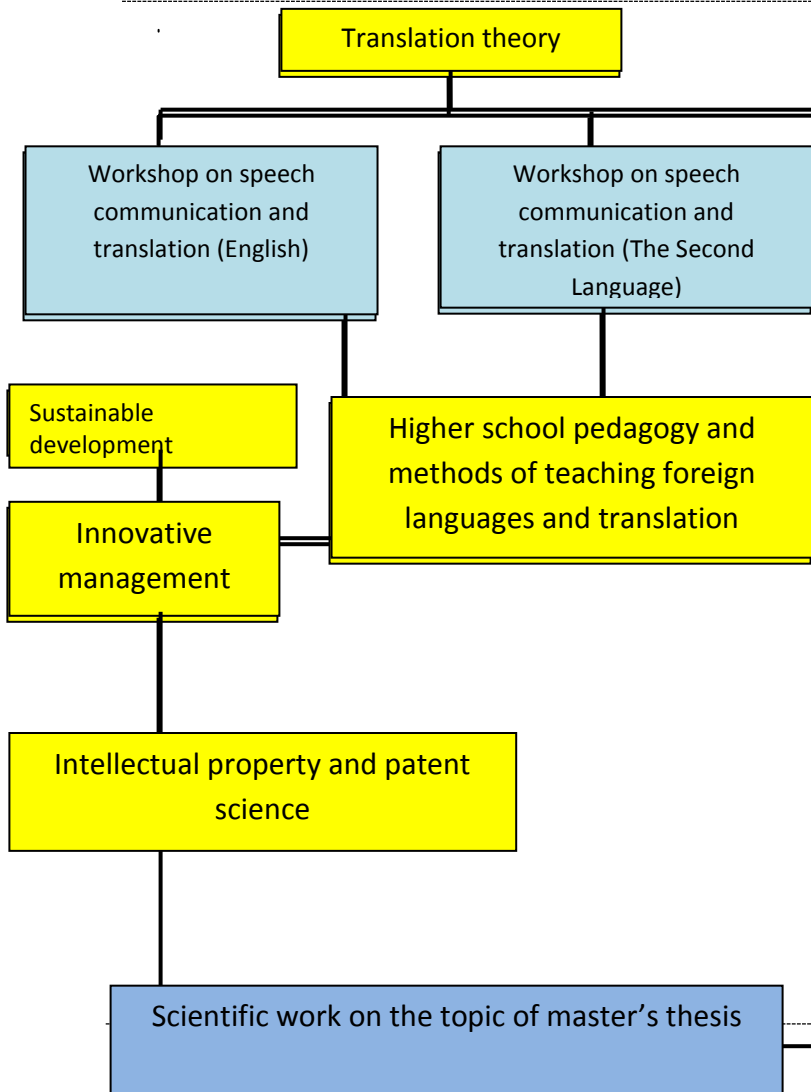 Translation theory
Workshop on speech
communication and
translation (English)
Workshop on speech
communication and
translation (The Second
Language)
Sustainable
development
Higher school pedagogy and
methods of teaching foreign
languages and translation
Innovative
management
Intellectual property and patent
science
Scientific work on the topic of master’s thesis